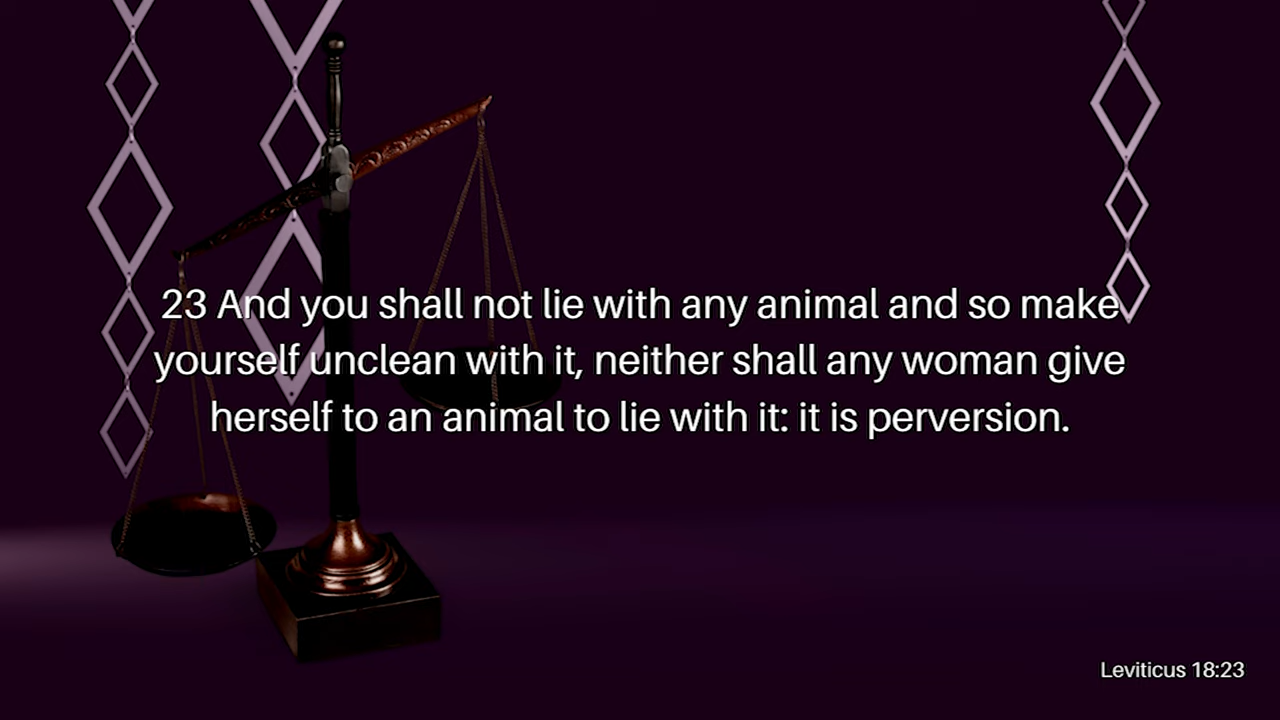 23 And you shall not lie with any animal and so make
yourself unclean with it, neither shall any woman give
herself to an animal to lie with it: it is perversion.
Leviticus 18:23